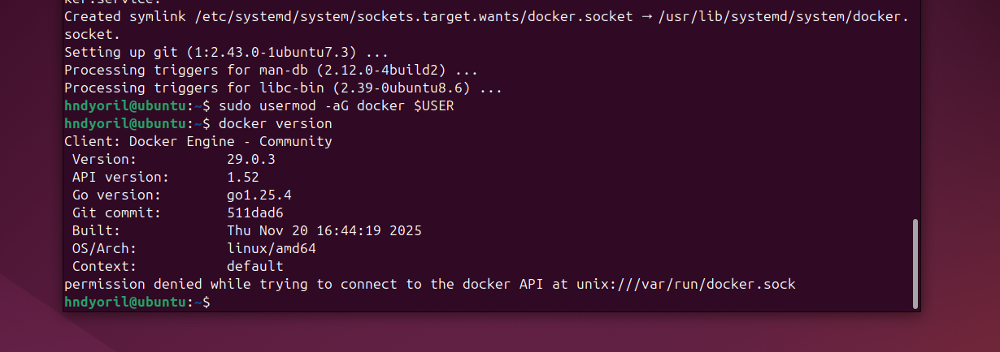 ker.service.
Created symlink /etc/systemd/system/sockets.target.wants/docker.socket → /usr/lib/systemd/system/docker.
socket.
Setting up git (1:2.43.0-1ubuntu7.3) ...
Processing triggers for man-db (2.12.0-4build2) ...
Processing triggers for libc-bin (2.39-0ubuntu8.6) ...
hndyoril@ubuntu:~$ sudo usermod -aG docker $USER
hndyoril@ubuntu:~$ docker version
Client: Docker Engine - Community
 Version:           29.0.3
 API version:       1.52
 Go version:        go1.25.4
 Git commit:        511dad6
 Built:             Thu Nov 20 16:44:19 2025
 OS/Arch:           linux/amd64
 Context:           default
permission denied while trying to connect to the docker API at unix:///var/run/docker.sock
hndyoril@ubuntu:~$